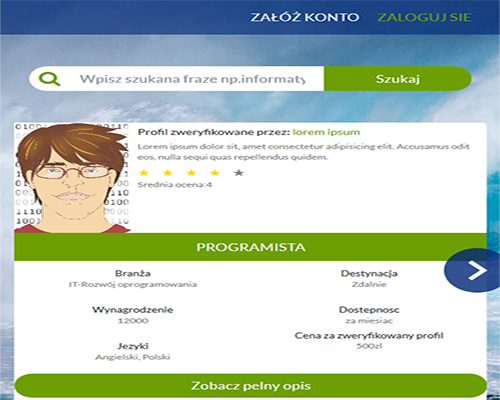 ZAŁÓŻ KONTO ZALOGUJ SIE
Wpisz szukana fraze np.informaty
Szukaj
Profil zweryfikowane przez: lorem ipsum
Lorem ipsum dolor sit, amet consectetur adipisicing elit. Accusamus odit
eos, nulla sequi quas repellendus quidem.
Srednia ocena:4
PROGRAMISTA
Branża
IT-Rozwój oprogramowania
Destynacja
Zdalnie
Wynagrodzenie
12000
Dostepnosc
za miesiac
Jezyki
Angielski, Polski
Cena za zweryfikowany profil
500zl
Zobacz pelny opis